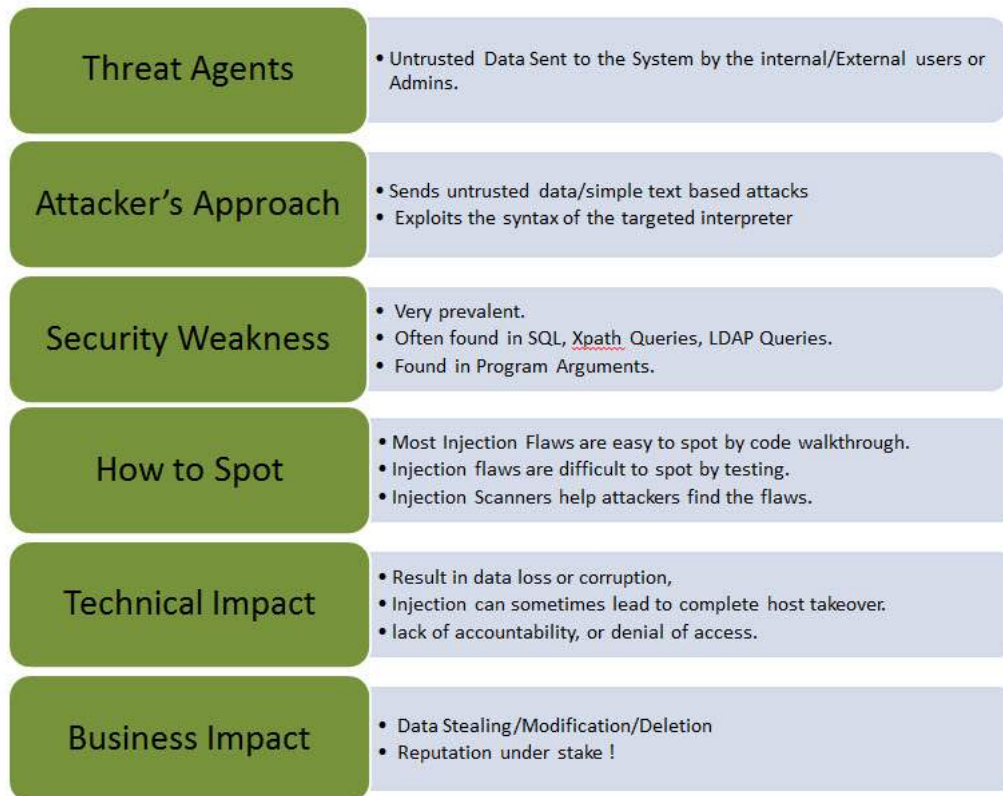 Threat Agents
• Untrusted Data Sent to the System by the internal/External users or
Admins.
Attacker's Approach
• Sends untrusted data/simple text based attacks
• Exploits the syntax of the targeted interpreter
Security Weakness
• Very prevalent.
• Often found in SQL, Xpath Queries, LDAP Queries.
• Found in Program Arguments.
How to Spot
• Most Injection Flaws are easy to spot by code walkthrough.
• Injection flaws are difficult to spot by testing.
• Injection Scanners help attackers find the flaws.
Technical Impact
• Result in data loss or corruption,
• Injection can sometimes lead to complete host takeover.
• lack of accountability, or denial of access.
Business Impact
• Data Stealing/Modification/Deletion
• Reputation under stake !